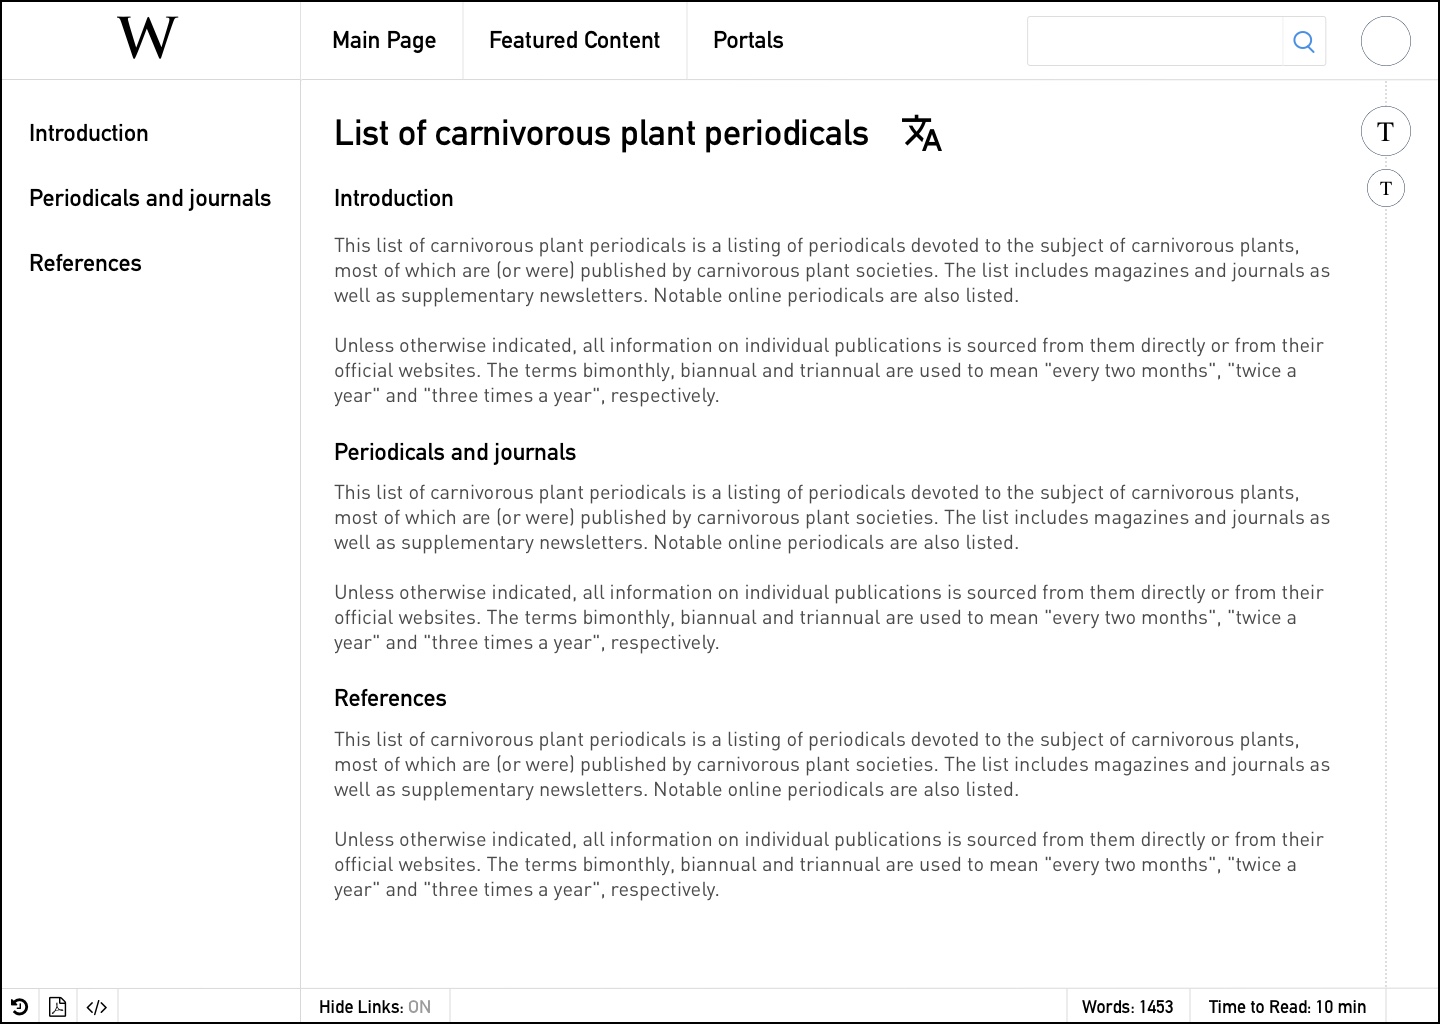 W
Main Page
Featured Content
Portals
Introduction
Periodicals and journals
References
List of carnivorous plant periodicals
文A
T
T
Introduction
This list of carnivorous plant periodicals is a listing of periodicals devoted to the subject of carnivorous plants,
most of which are (or were) published by carnivorous plant societies. The list includes magazines and journals as
well as supplementary newsletters. Notable online periodicals are also listed.
Unless otherwise indicated, all information on individual publications is sourced from them directly or from their
official websites. The terms bimonthly, biannual and triannual are used to mean "every two months", "twice a
year" and "three times a year", respectively.
Periodicals and journals
This list of carnivorous plant periodicals is a listing of periodicals devoted to the subject of carnivorous plants,
most of which are (or were) published by carnivorous plant societies. The list includes magazines and journals as
well as supplementary newsletters. Notable online periodicals are also listed.
Unless otherwise indicated, all information on individual publications is sourced from them directly or from their
official websites. The terms bimonthly, biannual and triannual are used to mean "every two months", "twice a
year" and "three times a year", respectively.
References
This list of carnivorous plant periodicals is a listing of periodicals devoted to the subject of carnivorous plants,
most of which are (or were) published by carnivorous plant societies. The list includes magazines and journals as
well as supplementary newsletters. Notable online periodicals are also listed.
Unless otherwise indicated, all information on individual publications is sourced from them directly or from their
official websites. The terms bimonthly, biannual and triannual are used to mean "every two months", "twice a
year" and "three times a year", respectively.
</>
Hide Links: ON
Words: 1453
Time to Read: 10 min